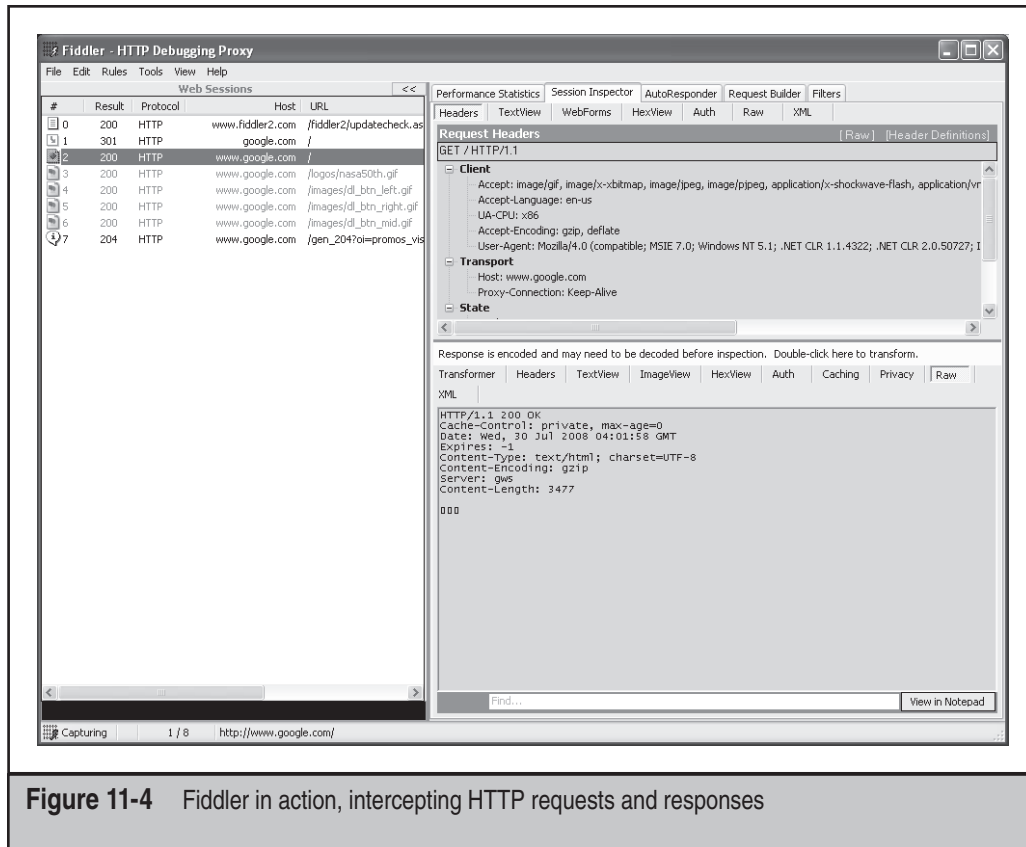 Fiddler - HTTP Debugging Proxy
File Edit Rules Tools View Help
Web Sessions <<
# Result Protocol Host URL
0 200 HTTP www.fiddler2.com /fiddler2/updatecheck.as
1 301 HTTP google.com /
2 200 HTTP www.google.com /
3 200 HTTP www.google.com /logos/nasa50th.gif
4 200 HTTP www.google.com /images/dl_btn_left.gif
5 200 HTTP www.google.com /images/dl_btn_right.gif
6 200 HTTP www.google.com /images/dl_btn_mid.gif
7 204 HTTP www.google.com /gen_204?oi=promos_vis
Performance Statistics Session Inspector AutoResponder Request Builder Filters
Headers TextView WebForms HexView Auth Raw XML
Request Headers [Raw] [Header Definitions]
GET / HTTP/1.1
Client
Accept: image/gif, image/x-xbitmap, image/jpeg, image/pjpeg, application/x-shockwave-flash, application/vr
Accept-Language: en-us
UA-CPU: x86
Accept-Encoding: gzip, deflate
User-Agent: Mozilla/4.0 (compatible; MSIE 7.0; Windows NT 5.1; .NET CLR 1.1.4322; .NET CLR 2.0.50727; I
Transport
Host: www.google.com
Proxy-Connection: Keep-Alive
State
Response is encoded and may need to be decoded before inspection. Double-click here to transform.
Transformer Headers TextView ImageView HexView Auth Caching Privacy Raw
XML
HTTP/1.1 200 OK
Cache-Control: private, max-age=0
Date: Wed, 30 Jul 2008 04:01:58 GMT
Expires: -1
Content-Type: text/html; charset=UTF-8
Content-Encoding: gzip
Server: gws
Content-Length: 3477
Find... View in Notepad
Capturing 1 / 8 http://www.google.com/
Figure 11-4 Fiddler in action, intercepting HTTP requests and responses